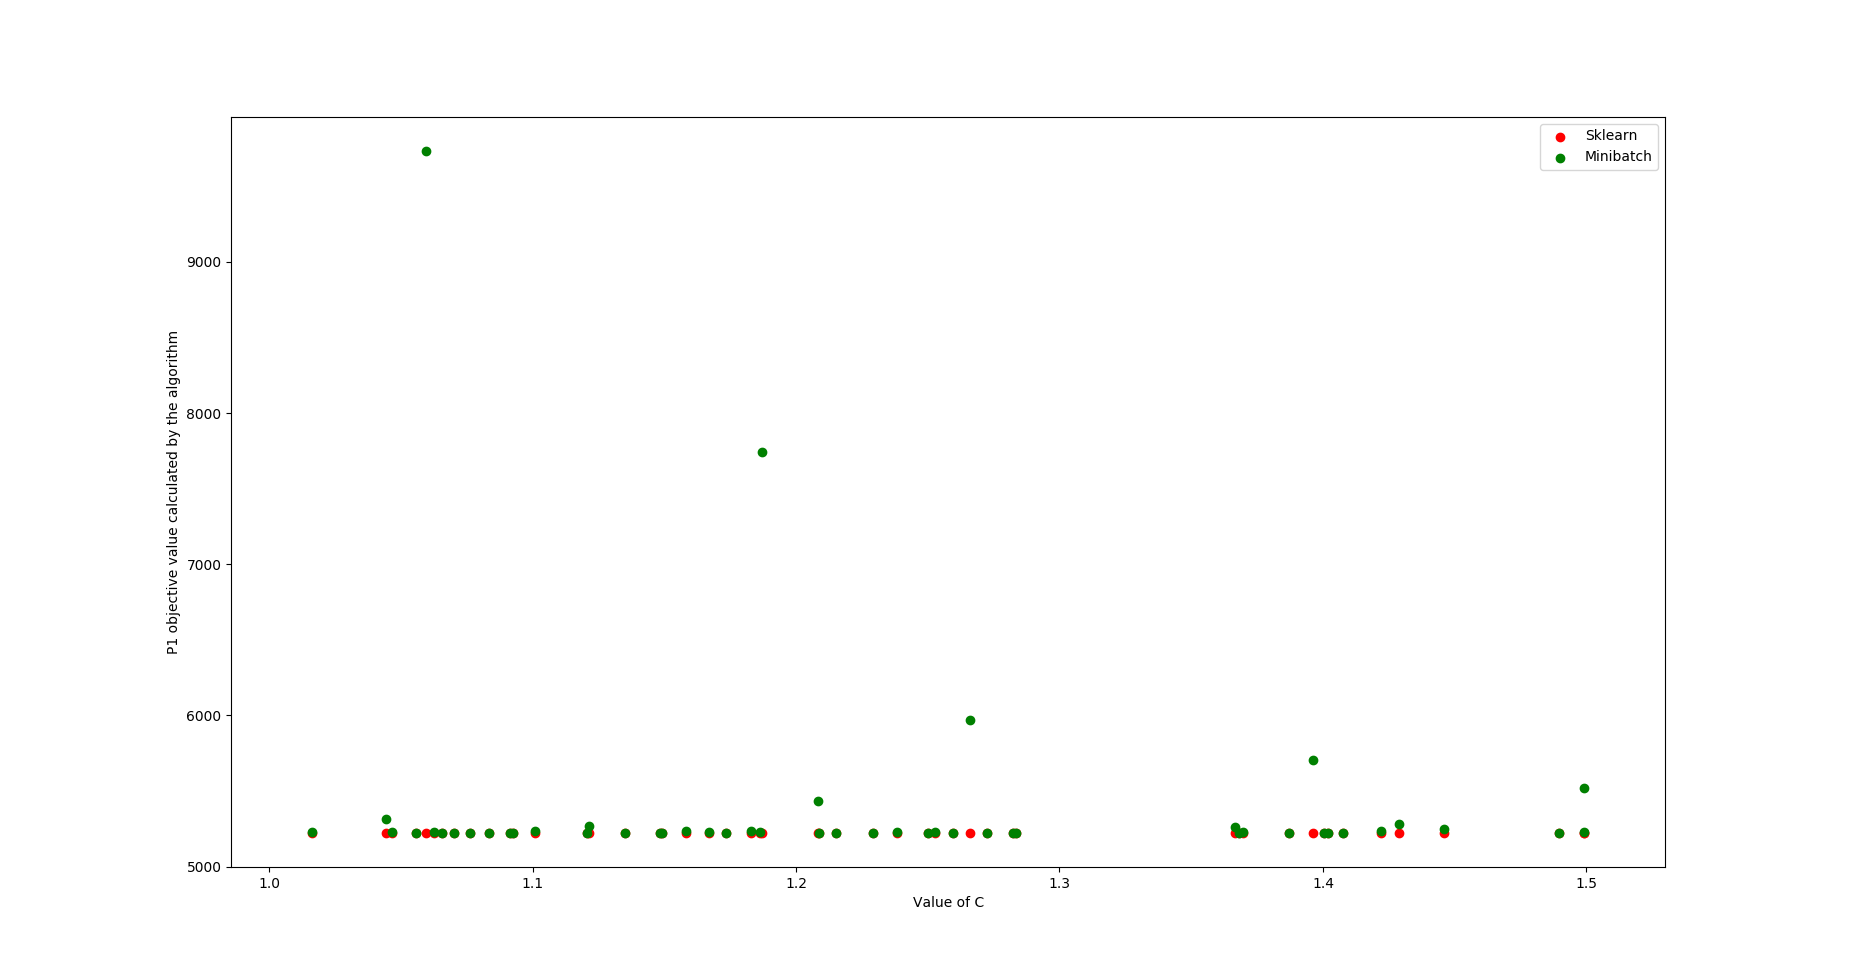 Sklearn
Minibatch
P1 objective value calculated by the algorithm
9000
8000
7000
6000
5000
1.0
1.1
1.2
1.3
1.4
1.5
Value of C